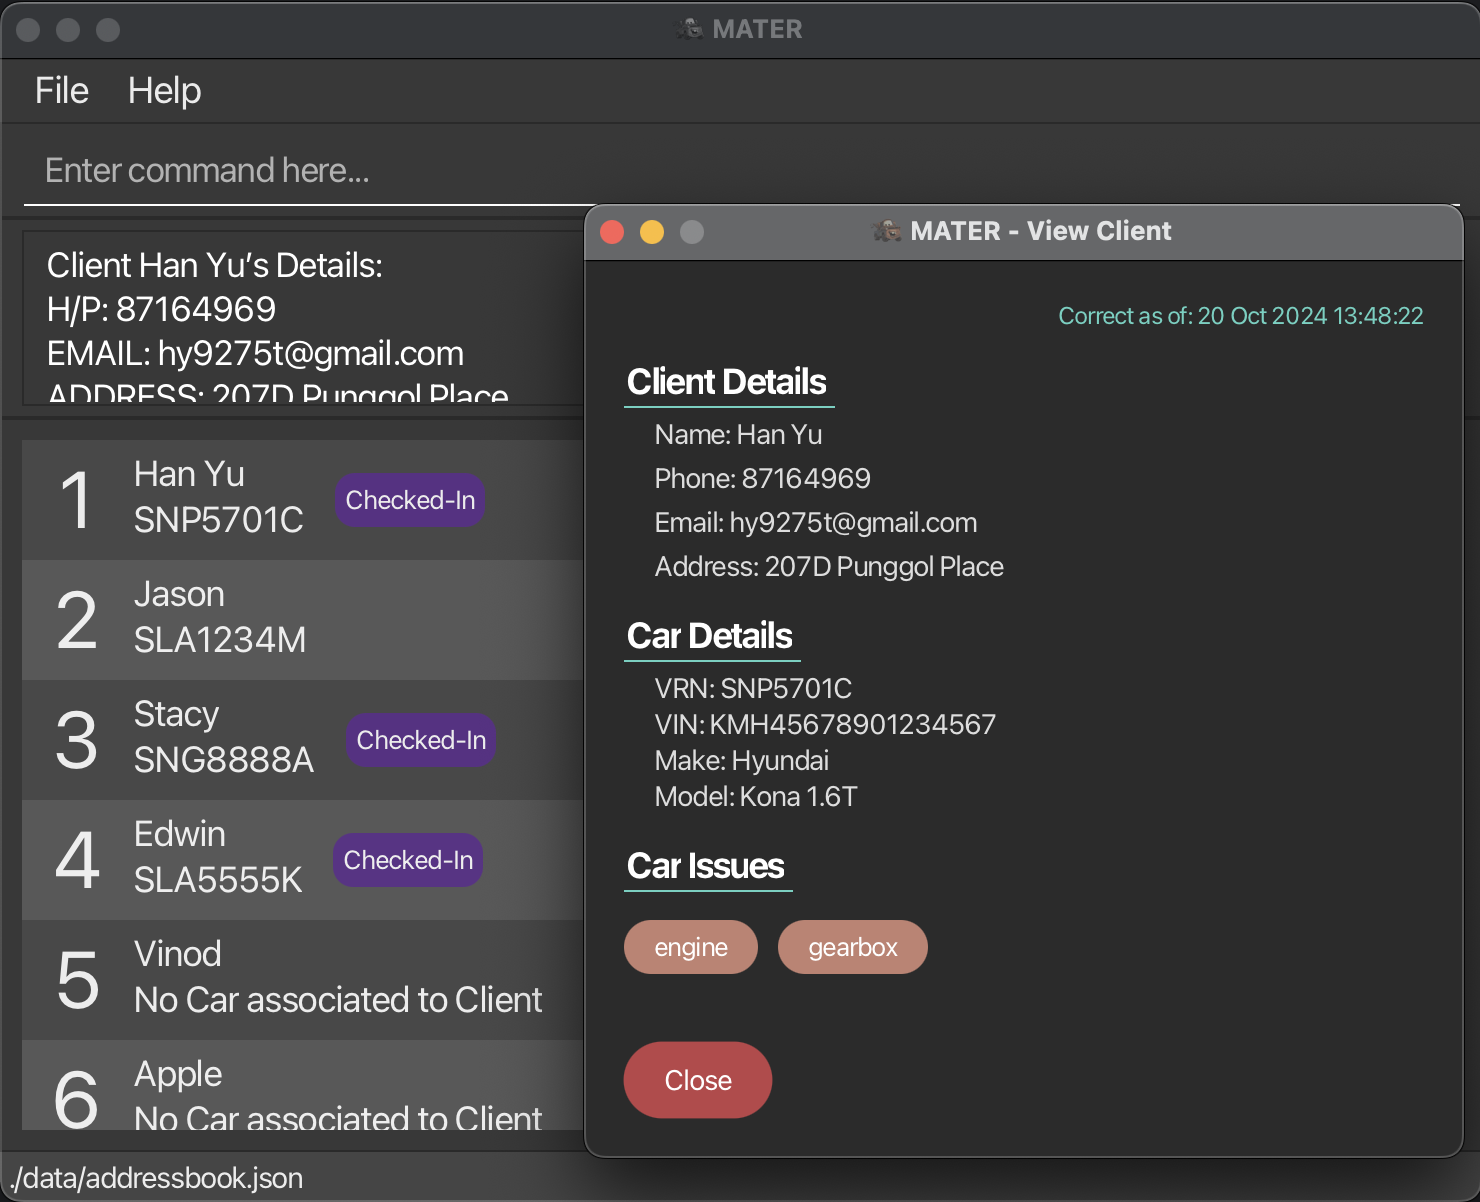 MATER
File Help
Enter command here...
Client Han Yu's Details:
H/P: 87164969
EMAIL: hy9275t@gmail.com
ADDRESS: 207D Punggol Place
1
Han Yu
SNP5701C
Checked-In
2
Jason
SLA1234M
3
Stacy
SNG8888A
Checked-In
4
Edwin
SLA5555K
Checked-In
5
Vinod
No Car associated to Client
6
Apple
No Car associated to Client
./data/addressbook.json
MATER - View Client
Correct as of: 20 Oct 2024 13:48:22
Client Details
Name: Han Yu
Phone: 87164969
Email: hy9275t@gmail.com
Address: 207D Punggol Place
Car Details
VRN: SNP5701C
VIN: KMH45678901234567
Make: Hyundai
Model: Kona 1.6T
Car Issues
engine gearbox
Close